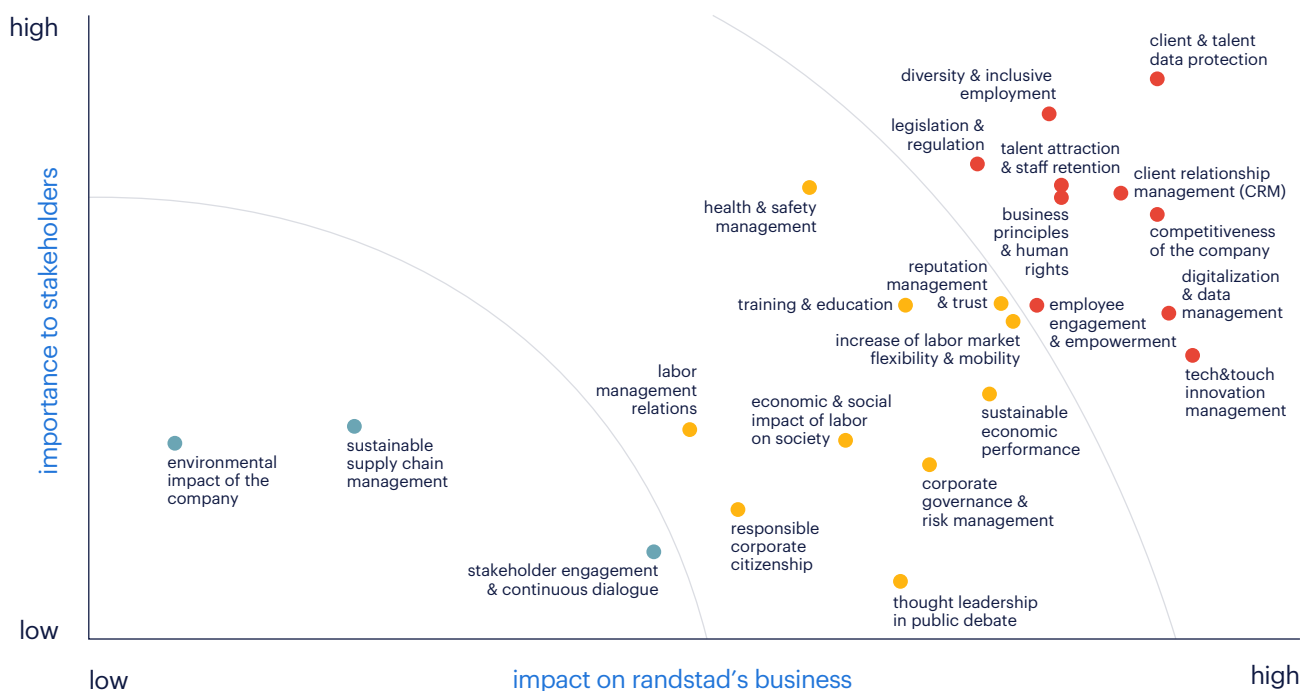 high
client & talent
data protection
diversity & inclusive
employment
legislation &
regulation
talent attraction
& staff retention
client relationship
management (CRM)
health & safety
management
business
principles
& human
rights
competitiveness
of the company
reputation
management
& trust
digitalization
& data
management
training & education
employee
engagement
& empowerment
increase of labor market
flexibility & mobility
labor
management
relations
tech&touch
innovation
management
economic & social
impact of labor
on society
sustainable
economic
performance
sustainable
supply chain
management
environmental
impact of the
company
corporate
governance &
risk management
responsible
corporate
citizenship
stakeholder engagement
& continuous dialogue
thought leadership
in public debate
importance to stakeholders
low
low
impact on randstad's business
high